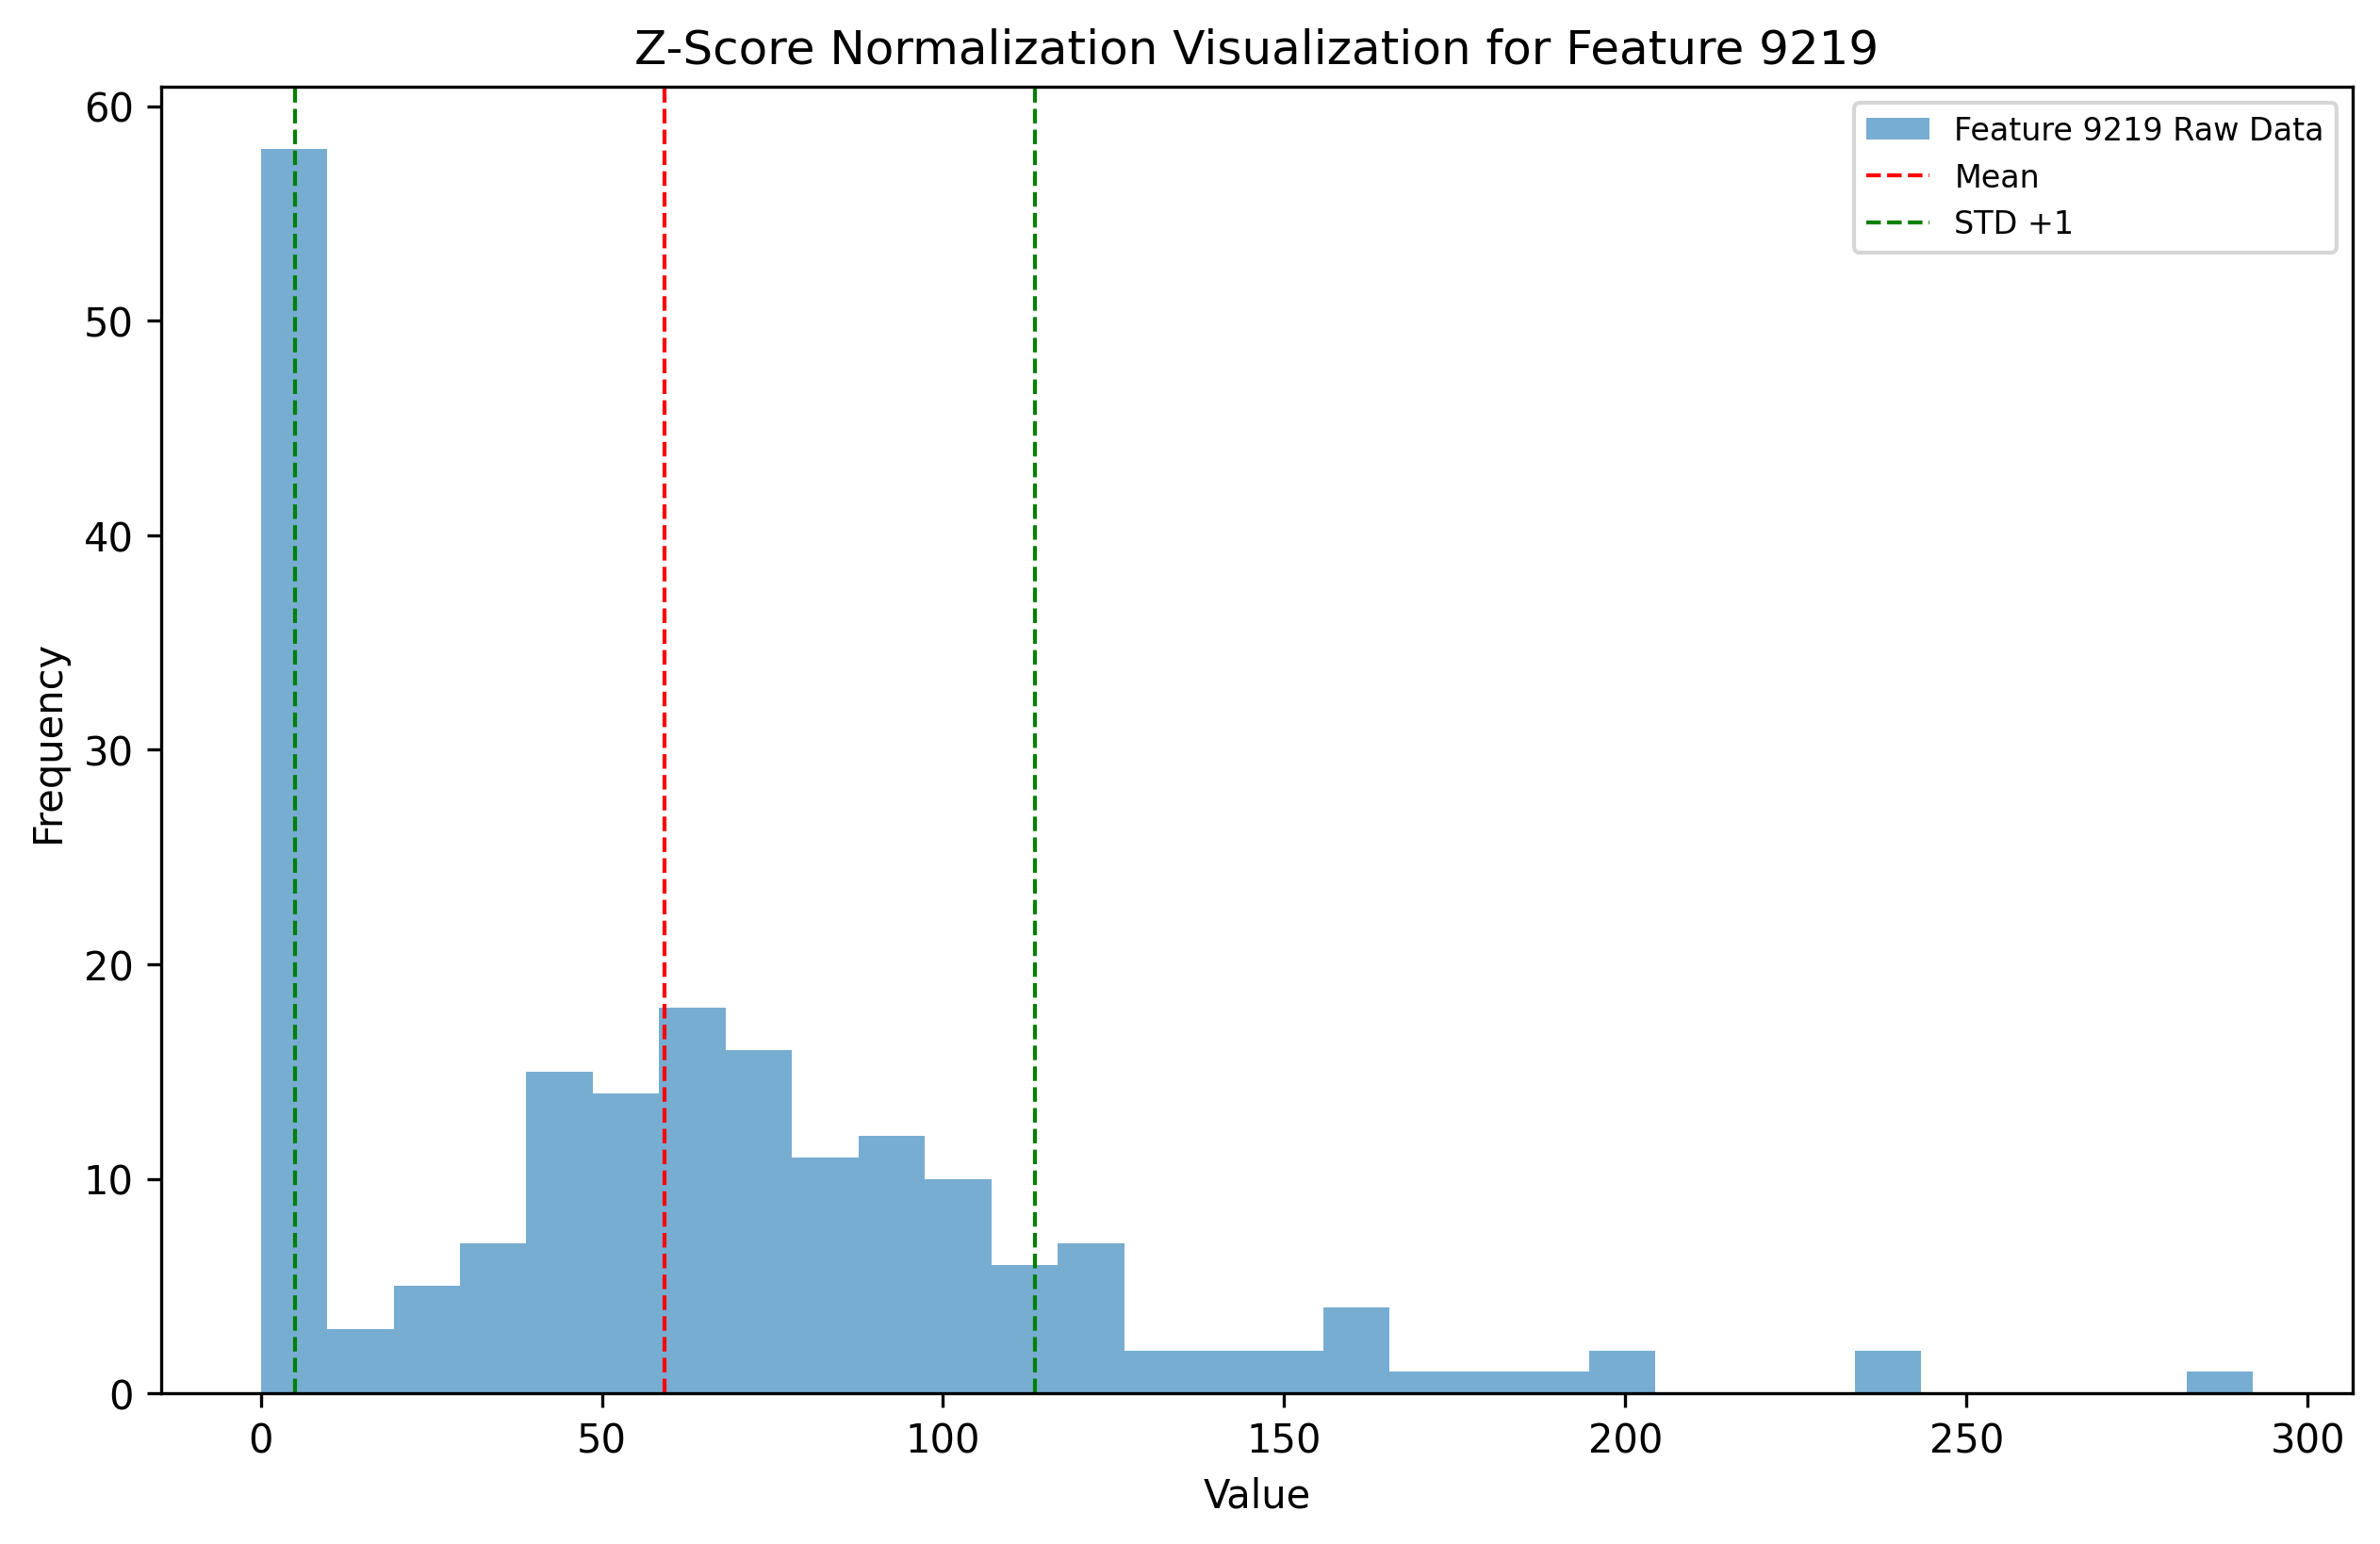 Z-Score Normalization Visualization for Feature 9219
Feature 9219 Raw Data
Mean
STD +1
60
50
40
30
20
10
0
Frequency
0 50 100 150 200 250 300
Value